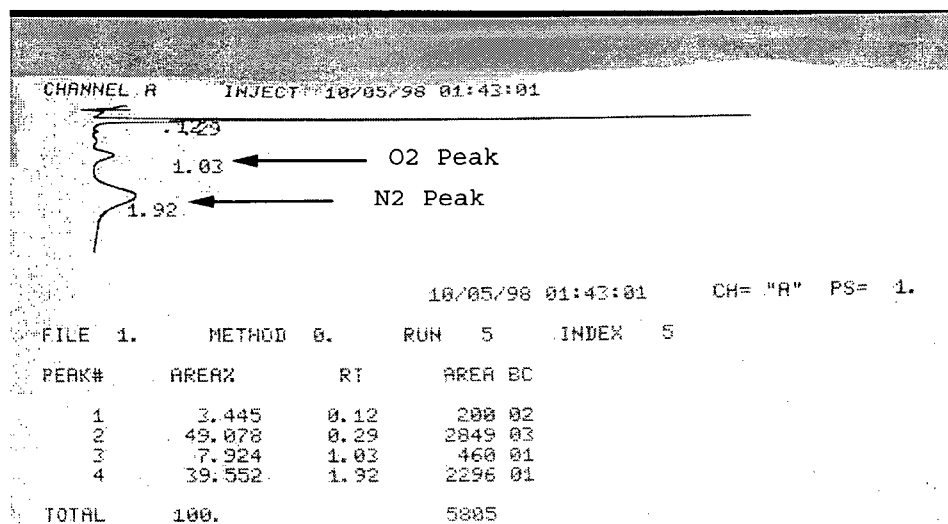 CHANNEL A INJECT 10/05/98 01:43:01
1.03 O2 Peak
1.92 N2 Peak
10/05/98 01:43:01 CH= "A" PS= 1.
FILE 1. METHOD 0. RUN 5 INDEX 5
PEAK# AREA% RT AREA BC
1 3.445 0.12 200 02
2 49.078 0.29 2849 03
3 7.924 1.03 460 01
4 39.552 1.92 2296 01
TOTAL 100. 5805